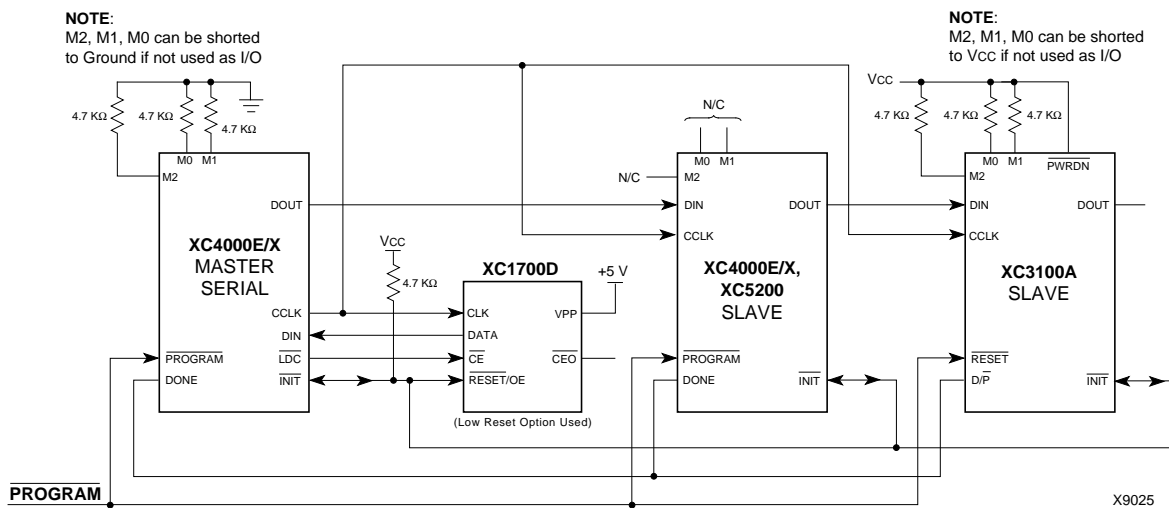 NOTE:
M2, M1, M0 can be shorted
to Ground if not used as I/O
NOTE:
M2, M1, M0 can be shorted
to VCC if not used as I/O
4.7 KΩ
4.7 KΩ
4.7 KΩ
M0 M1
M2
DOUT
XC4000E/X
MASTER
SERIAL
CCLK
DIN
PROGRAM
LDC
DONE
INIT
VCC
4.7 KΩ
XC1700D
+5 V
CLK
VPP
DATA
CE
CEO
RESET/OE
(Low Reset Option Used)
N/C
M0 M1
N/C
M2
DIN
DOUT
CCLK
XC4000E/X,
XC5200
SLAVE
PROGRAM
DONE
INIT
VCC
4.7 KΩ
4.7 KΩ
4.7 KΩ
M0 M1
PWRDN
M2
DIN
DOUT
CCLK
XC3100A
SLAVE
RESET
D/P
INIT
PROGRAM
X9025